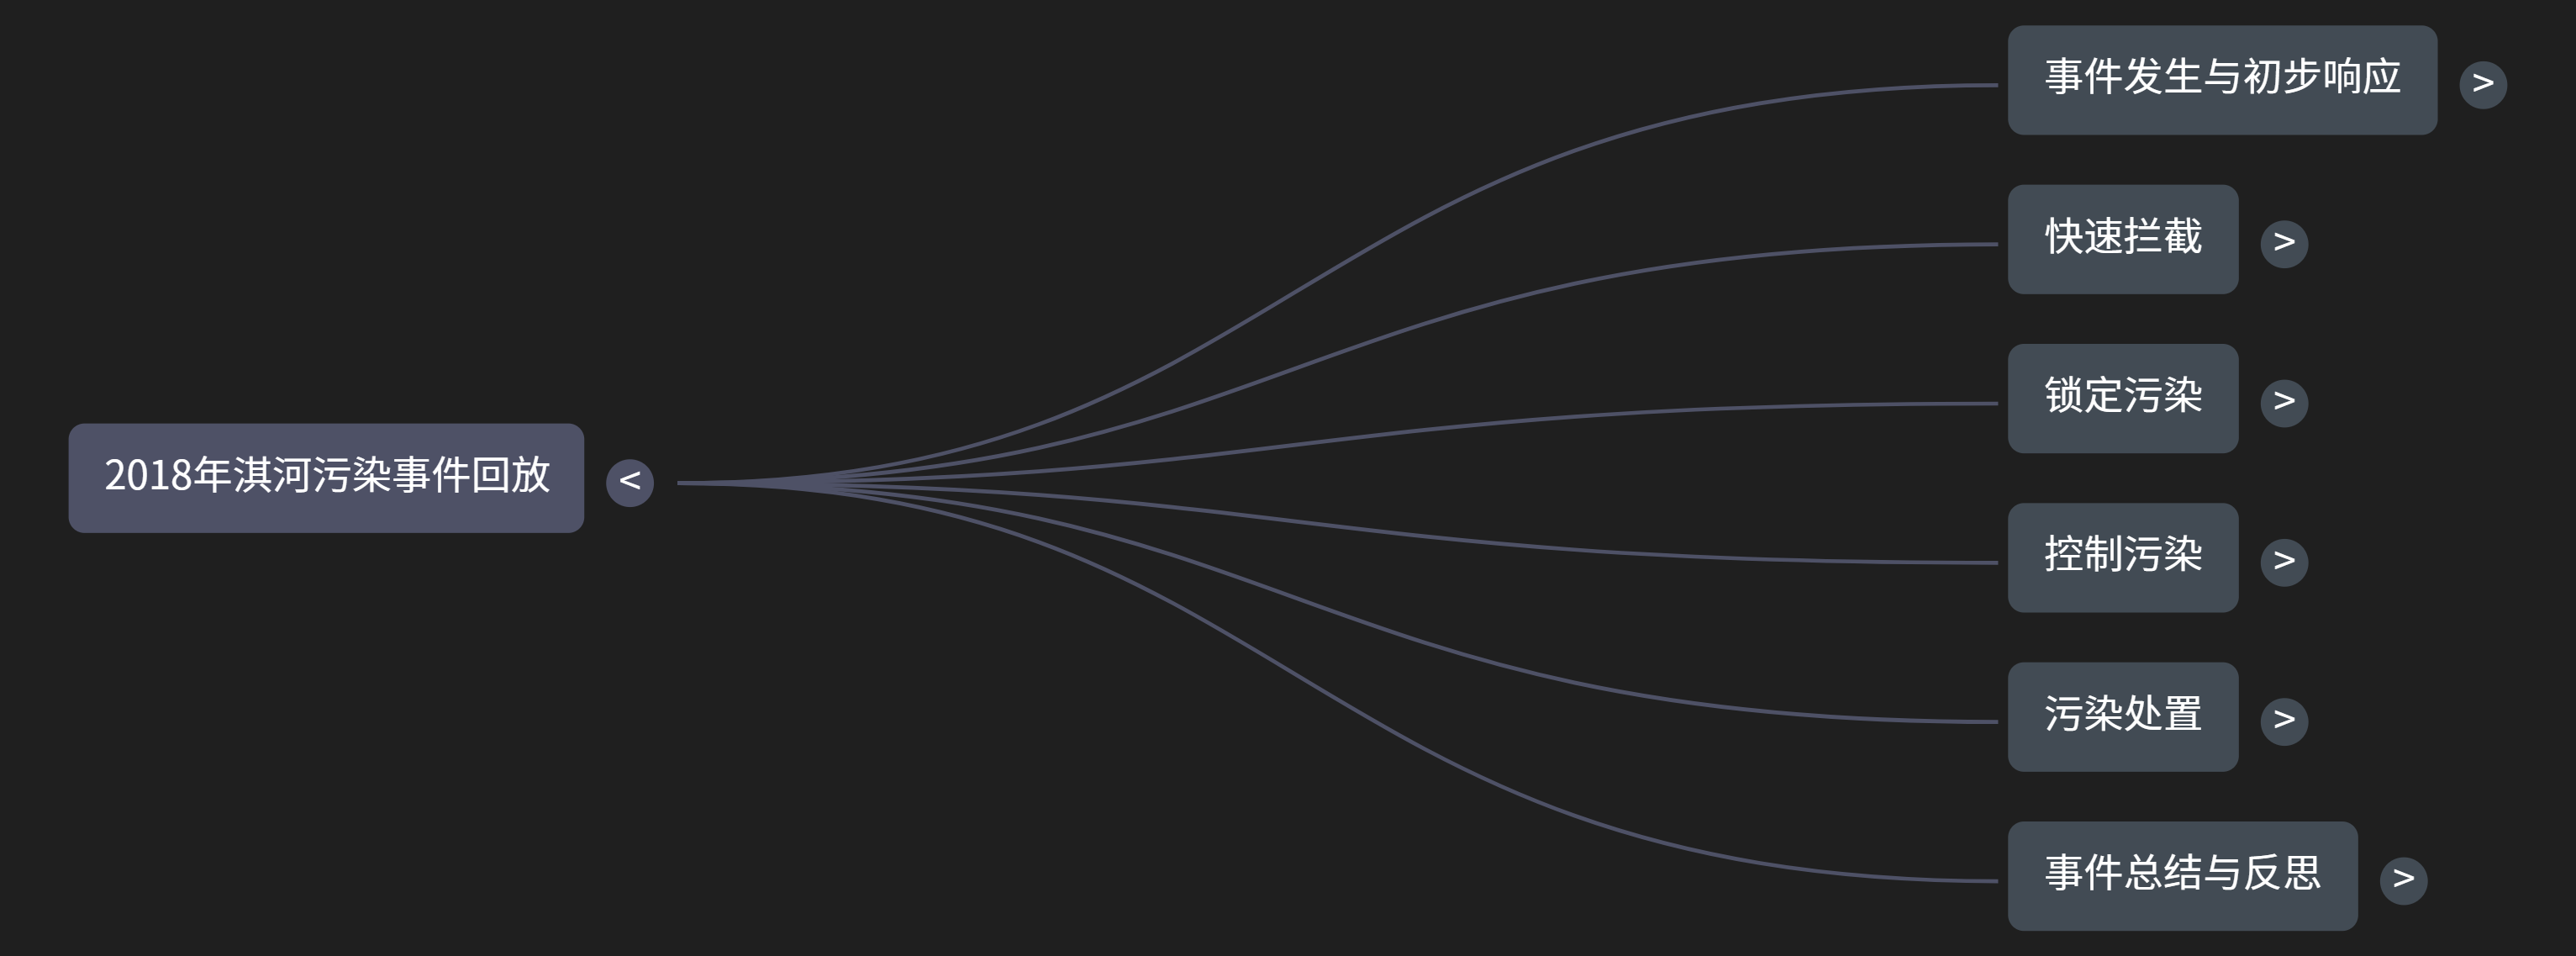 2018年淇河污染事件回放
<
事件发生与初步响应
>
快速拦截
>
锁定污染
>
控制污染
>
污染处置
>
事件总结与反思
>